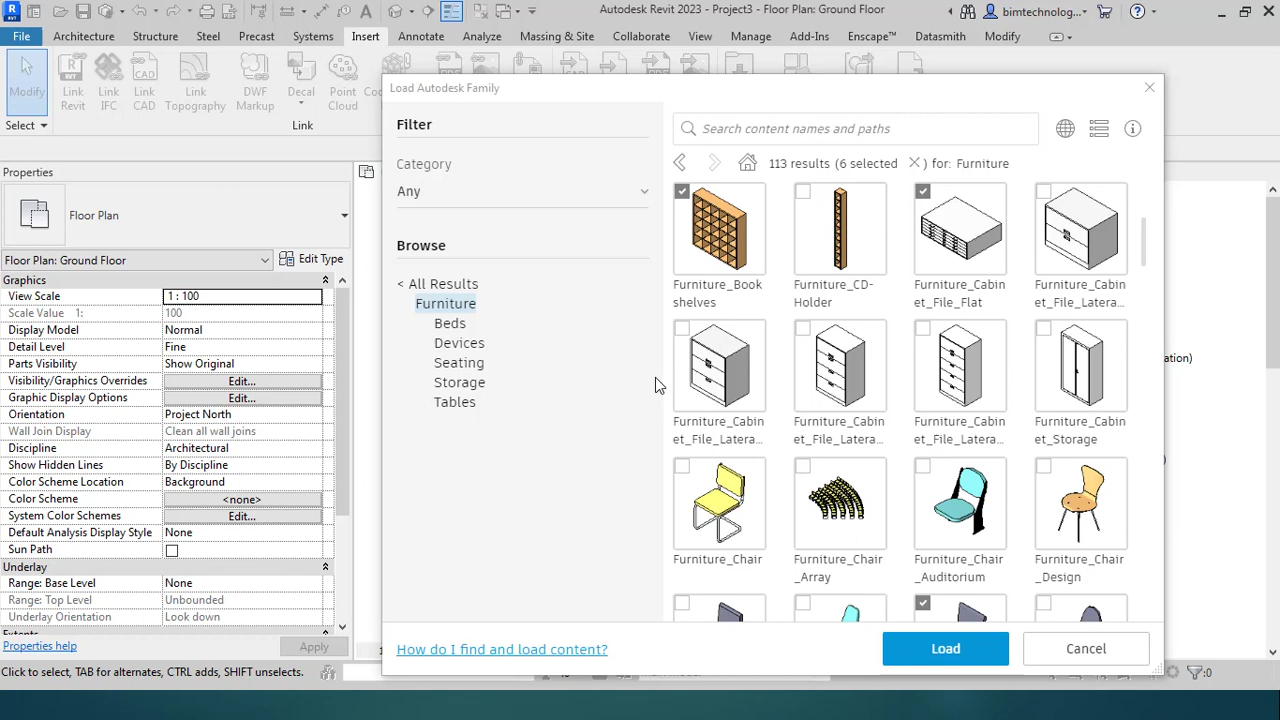 Autodesk Revit 2023 - Project3 - Floor Plan: Ground Floor
bimtechnolog...
File Architecture Structure Steel Precast Systems Insert Annotate Analyze Massing & Site Collaborate View Manage Add-Ins Enscape™ Datasmith Modify
Modify
Link Revit
Link IFC
Link CAD
Link Topography
DWF Markup
Decal
Point Cloud
Select
Link
Properties
Floor Plan
Floor Plan: Ground Floor
Edit Type
Graphics
View Scale 1 : 100
Scale Value 1: 100
Display Model Normal
Detail Level Fine
Parts Visibility Show Original
Visibility/Graphics Overrides Edit...
Graphic Display Options Edit...
Orientation Project North
Wall Join Display Clean all wall joins
Discipline Architectural
Show Hidden Lines By Discipline
Color Scheme Location Background
Color Scheme <none>
System Color Schemes Edit...
Default Analysis Display Style None
Sun Path
Underlay
Range: Base Level None
Range: Top Level Unbounded
Underlay Orientation Look down
Properties help
Apply
Click to select, TAB for alternates, CTRL adds, SHIFT unselects.
Load Autodesk Family
Filter
Category
Any
Browse
< All Results
Furniture
Beds
Devices
Seating
Storage
Tables
How do I find and load content?
Search content names and paths
113 results (6 selected ) for: Furniture
Furniture_Book
shelves
Furniture_CD-
Holder
Furniture_Cabin
et_File_Flat
Furniture_Cabin
et_File_Latera...
Furniture_Cabin
et_File_Latera...
Furniture_Cabin
et_File_Latera...
Furniture_Cabin
et_File_Latera...
Furniture_Cabin
et_Storage
Furniture_Chair
Furniture_Chair
_Array
Furniture_Chair
_Auditorium
Furniture_Chair
_Design
Load
Cancel
:0